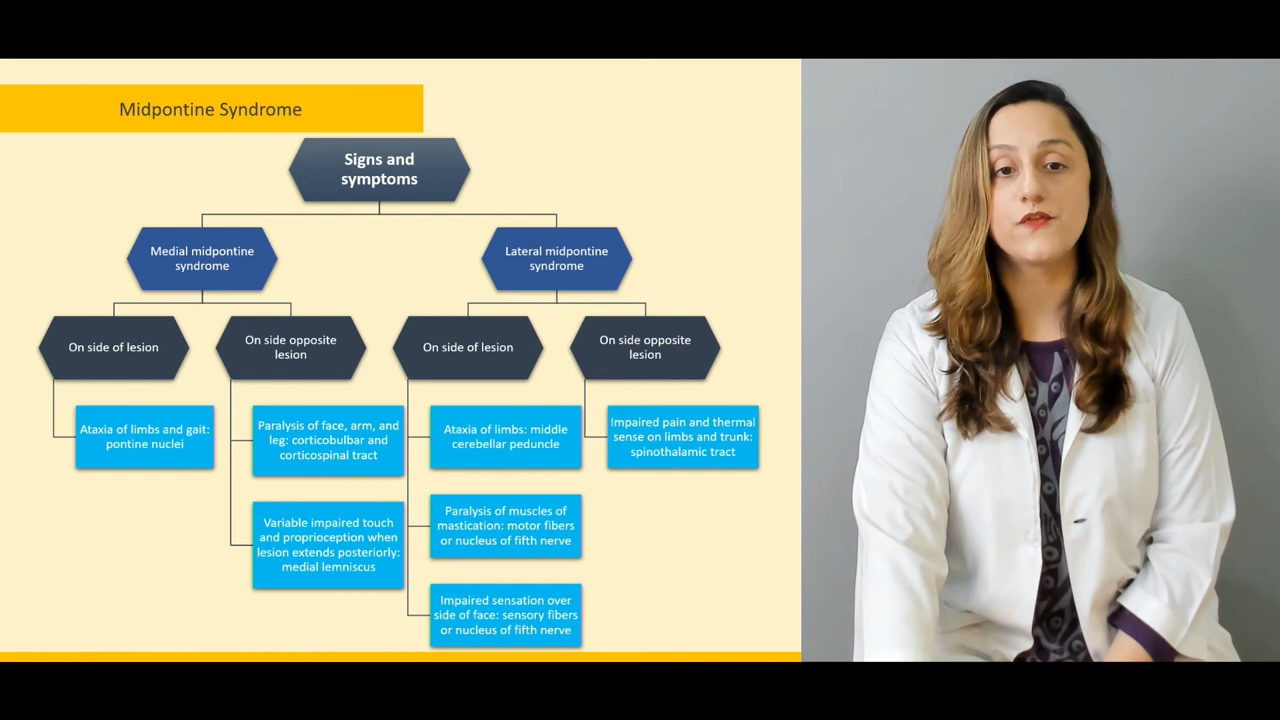 Midpontine Syndrome
Signs and
symptoms
Medial midpontine
syndrome
Lateral midpontine
syndrome
On side of lesion
On side opposite
lesion
On side of lesion
On side opposite
lesion
Ataxia of limbs and gait:
pontine nuclei
Paralysis of face, arm, and
leg: corticobulbar and
corticospinal tract
Variable impaired touch
and proprioception when
lesion extends posteriorly:
medial lemniscus
Ataxia of limbs: middle
cerebellar peduncle
Paralysis of muscles of
mastication: motor fibers
or nucleus of fifth nerve
Impaired sensation over
side of face: sensory fibers
or nucleus of fifth nerve
Impaired pain and thermal
sense on limbs and trunk:
spinothalamic tract